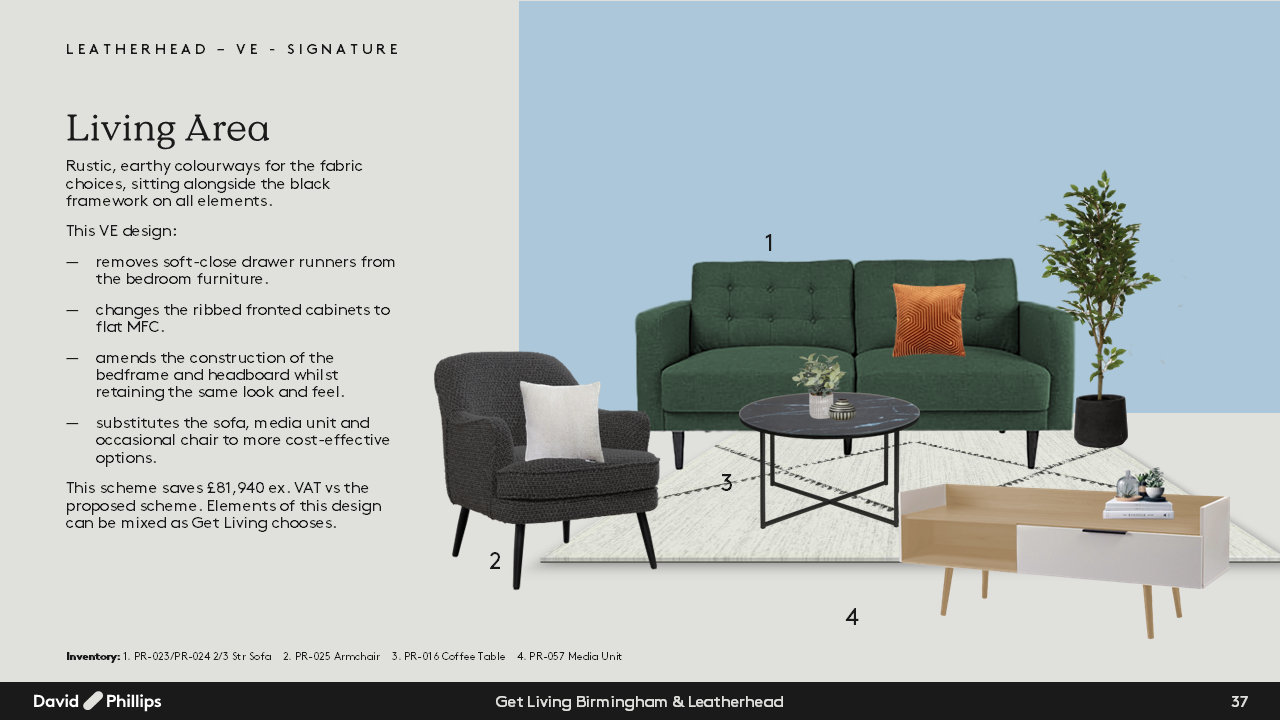 LEATHERHEAD – VE - SIGNATURE
Living Area
Rustic, earthy colourways for the fabric
choices, sitting alongside the black
framework on all elements.
This VE design:
— removes soft-close drawer runners from
the bedroom furniture.
— changes the ribbed fronted cabinets to
flat MFC.
— amends the construction of the
bedframe and headboard whilst
retaining the same look and feel.
— substitutes the sofa, media unit and
occasional chair to more cost-effective
options.
This scheme saves £81,940 ex. VAT vs the
proposed scheme. Elements of this design
can be mixed as Get Living chooses.
1
2
3
4
Inventory: 1. PR-023/PR-024 2/3 Str Sofa 2. PR-025 Armchair 3. PR-016 Coffee Table 4. PR-057 Media Unit
David Phillips
Get Living Birmingham & Leatherhead
37